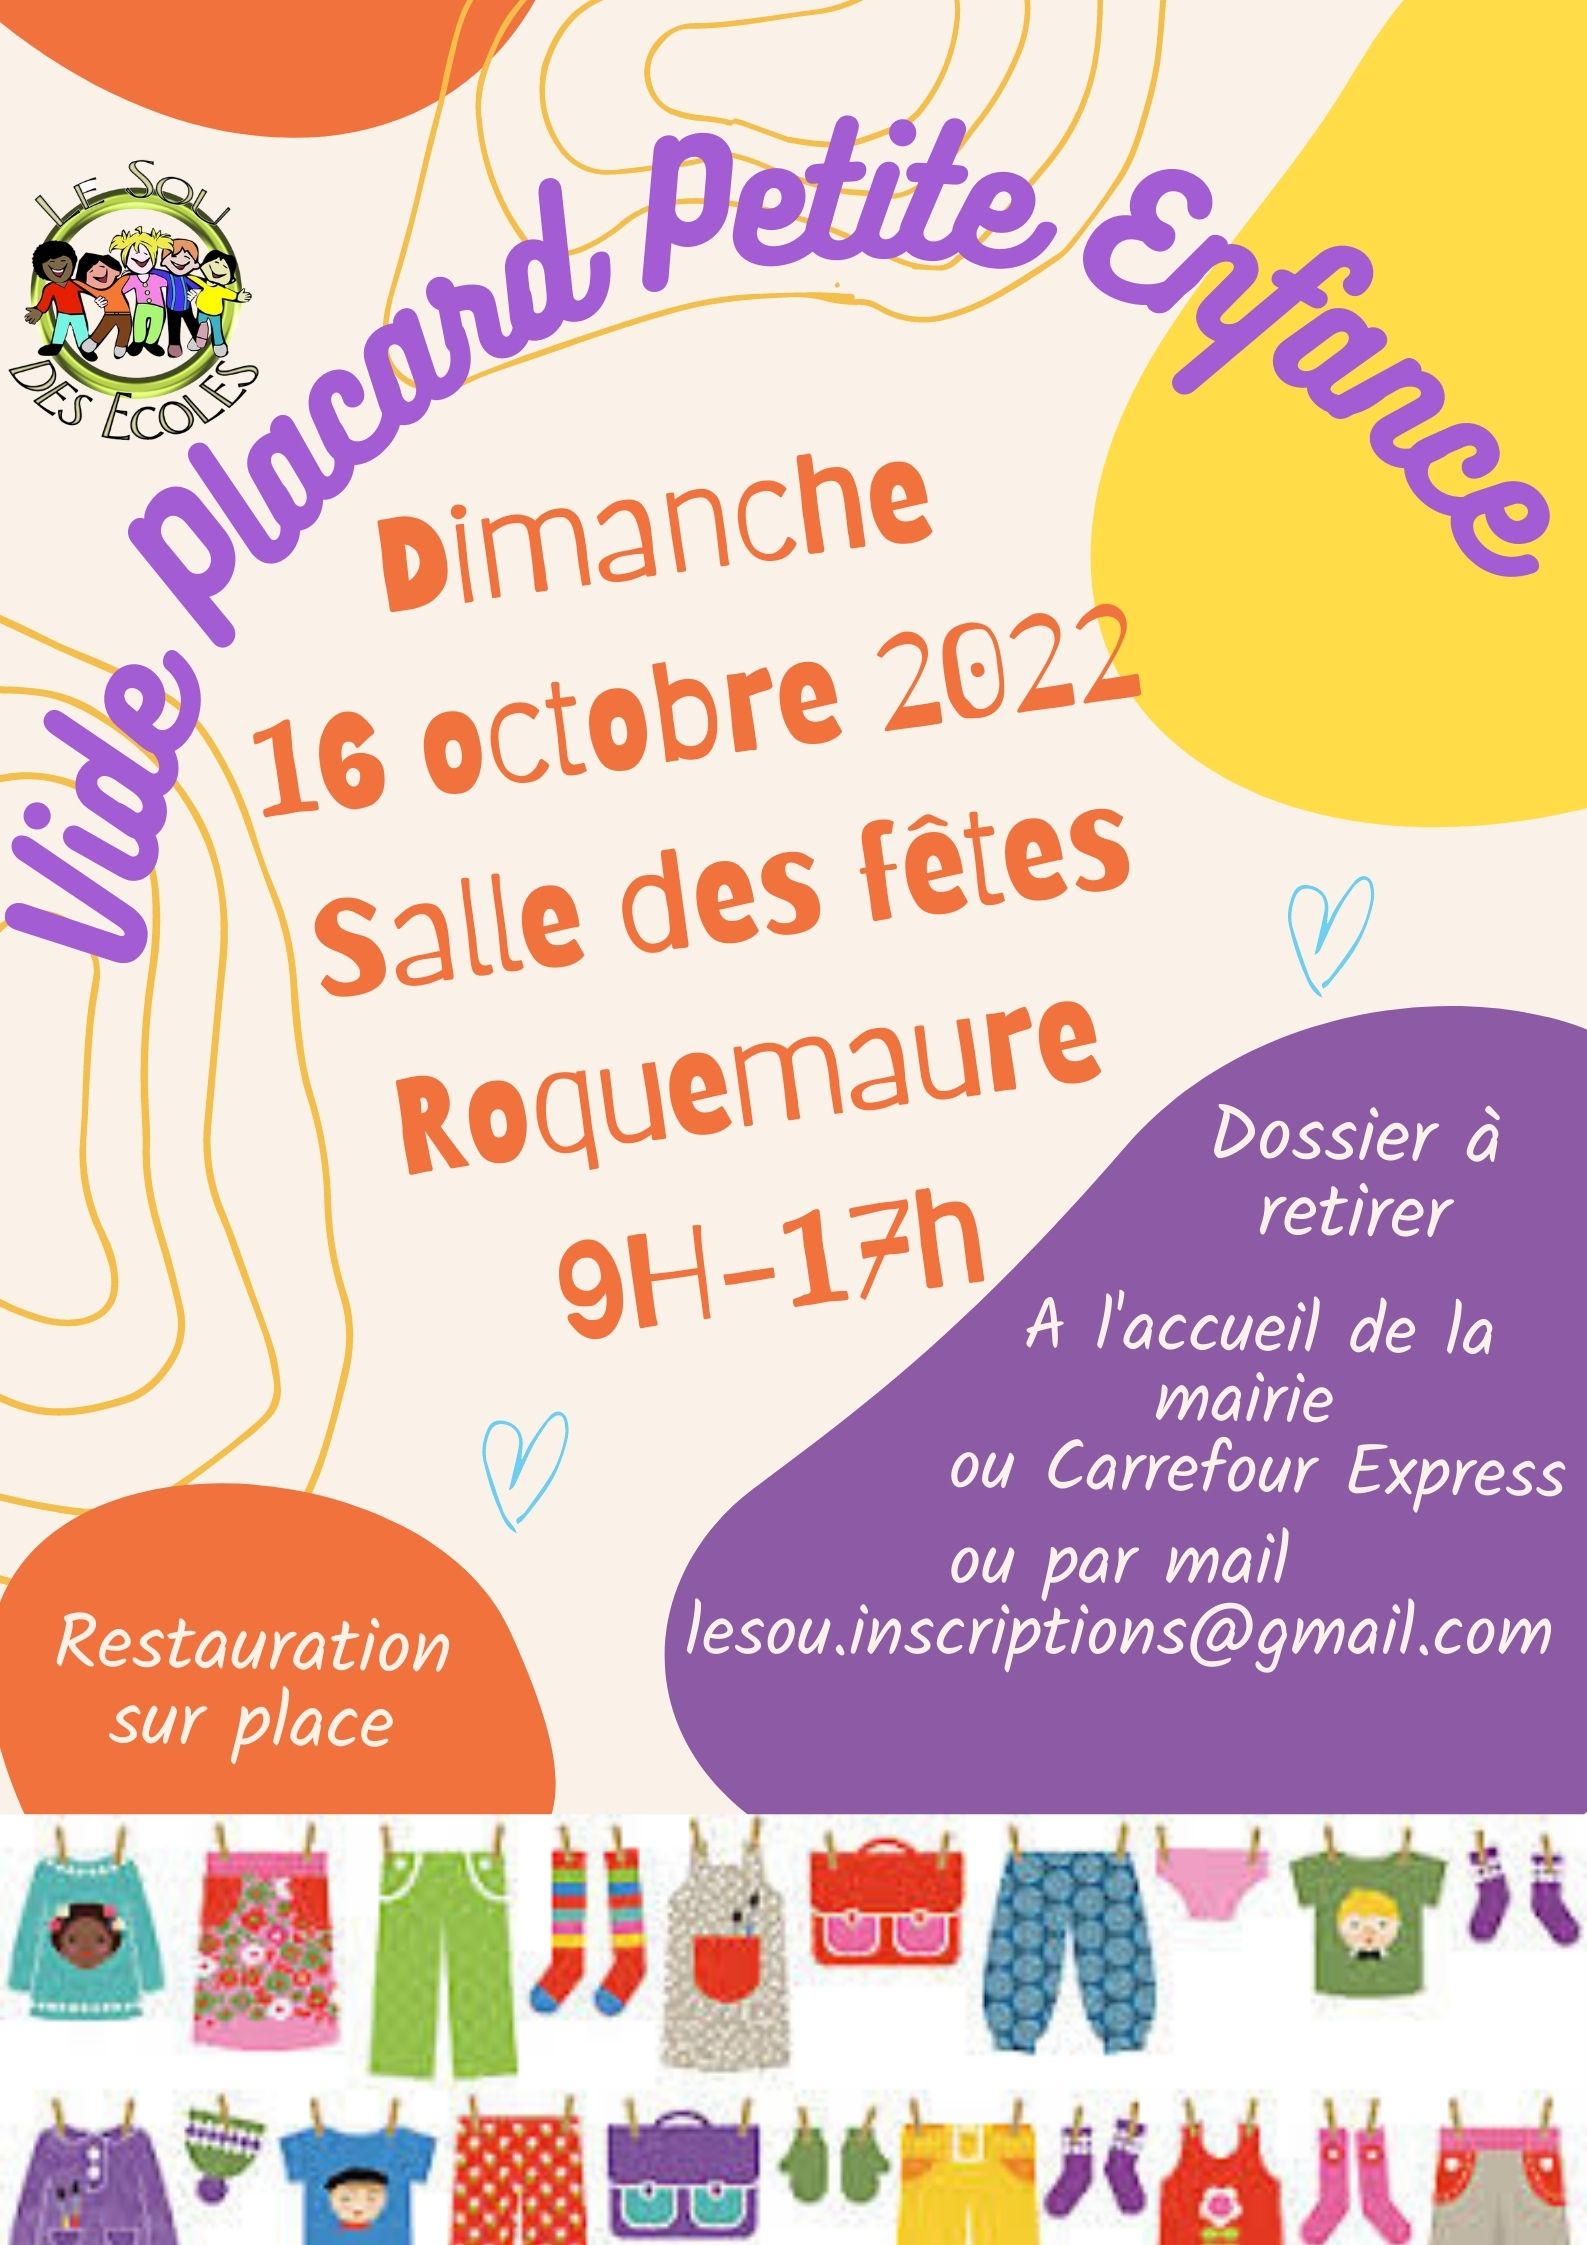 LE SOU
DES ECOLES
Vide Placard Petite Enfance
Dimanche
16 octobre 2022
Salle des fêtes
Roquemaure
9H-17h
Dossier à
retirer
A l'accueil de la
mairie
ou Carrefour Express
ou par mail
lesou.inscriptions@gmail.com
Restauration
sur place